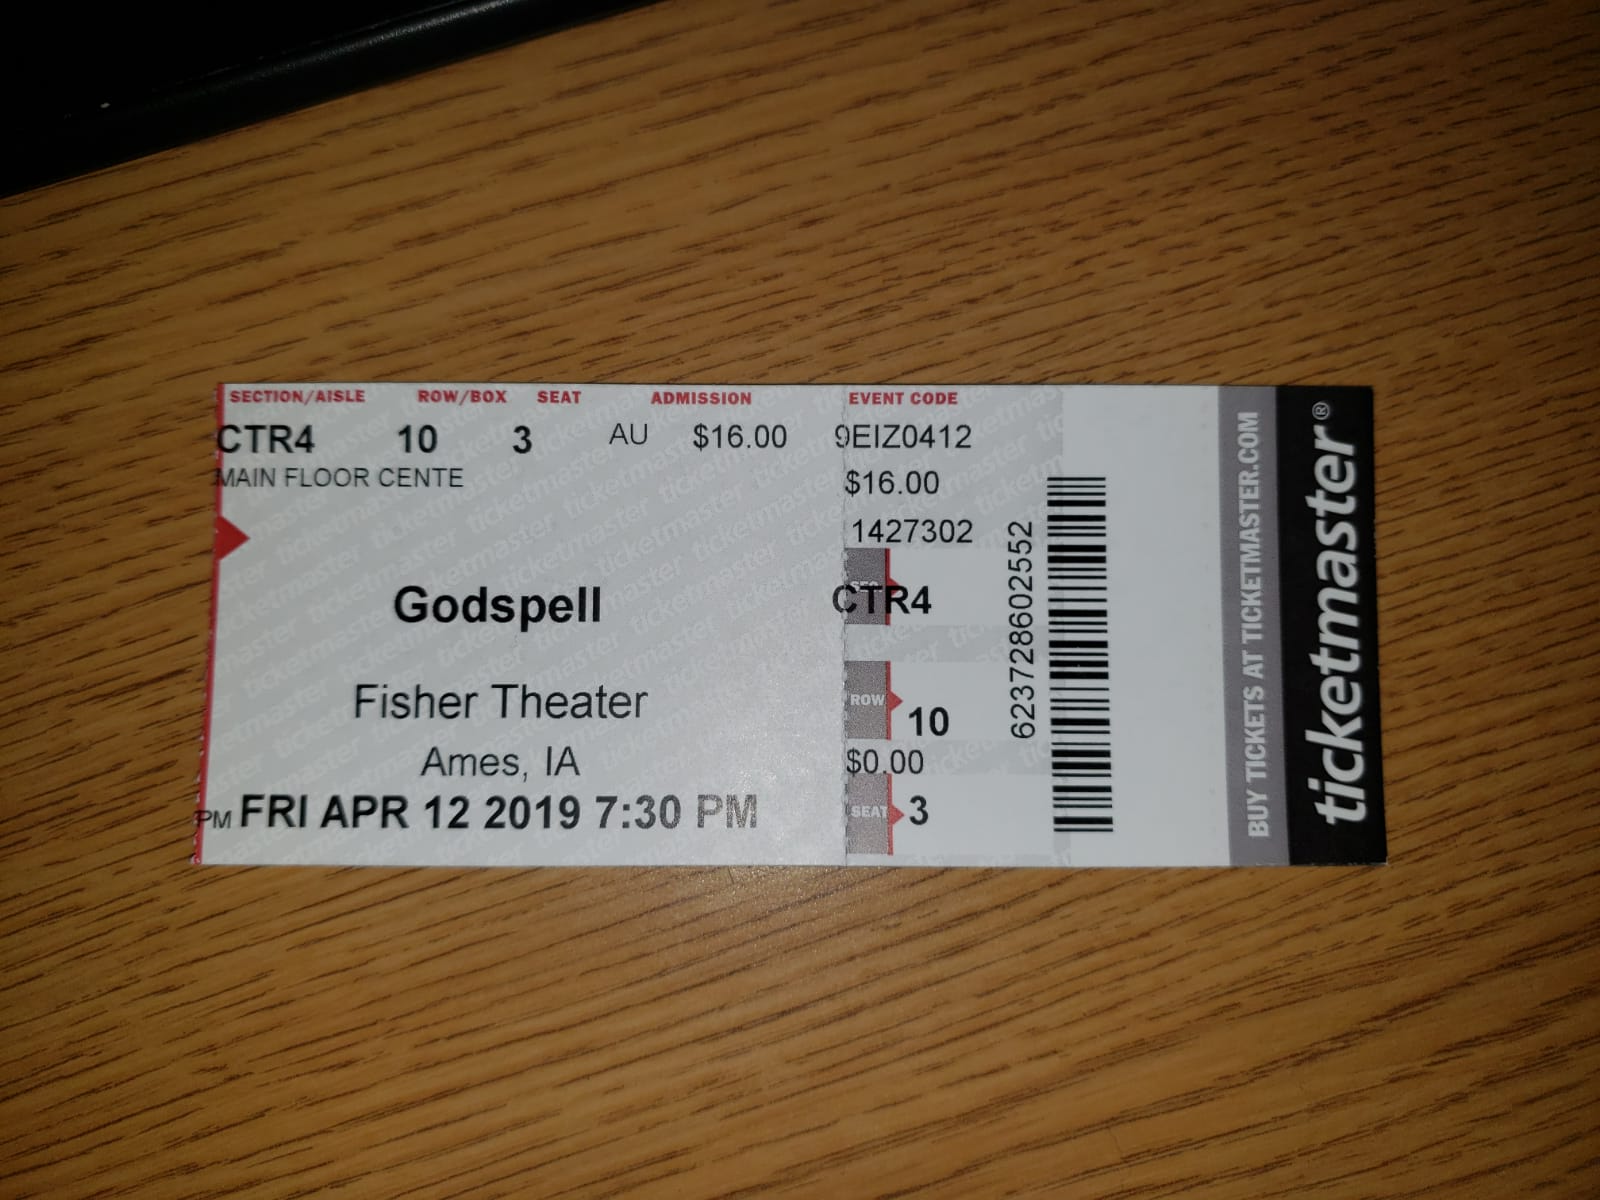 SECTION/AISLE ROW/BOX SEAT ADMISSION EVENT CODE
CTR4 10 3 AU $16.00 9EIZ0412
MAIN FLOOR CENTE
$16.00
1427302
Godspell
SEC
CTR4
Fisher Theater
ROW
10
Ames, IA
$0.00
PM FRI APR 12 2019 7:30 PM
SEAT 3
623728602552
BUY TICKETS AT TICKETMASTER.COM
ticketmaster®